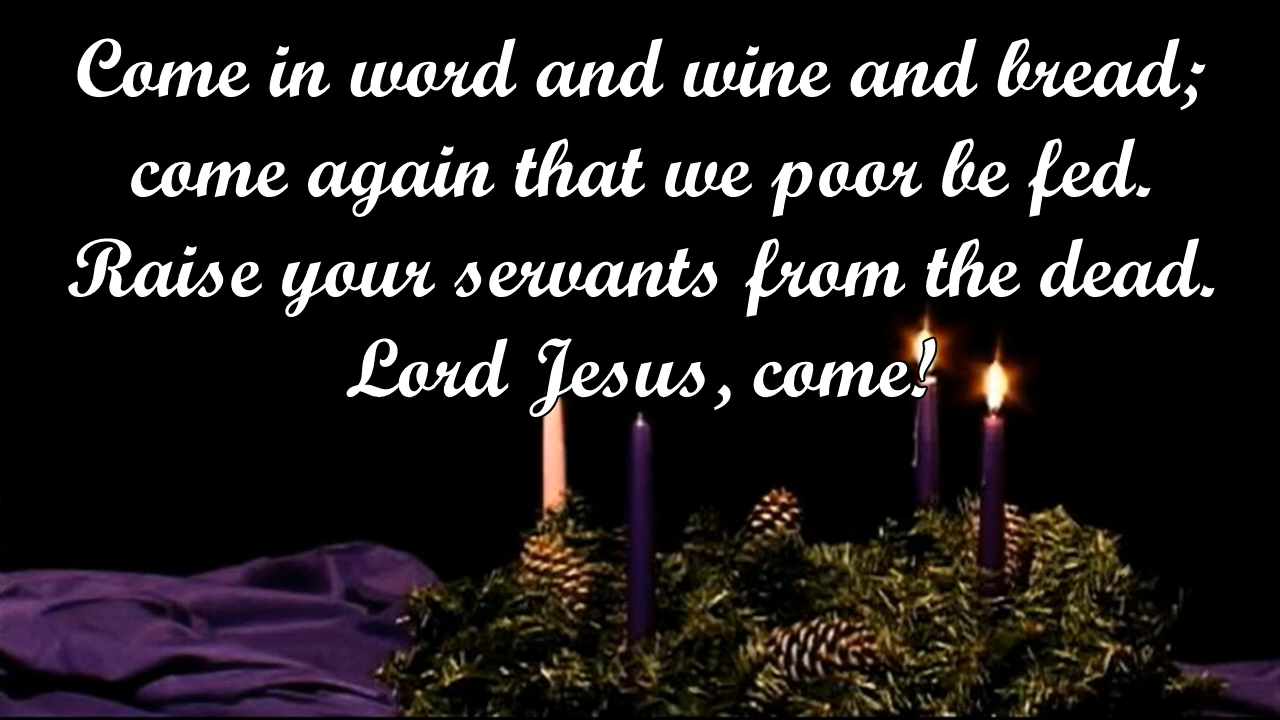 Come in word and wine and bread;
come again that we poor be fed.
Raise your servants from the dead.
Lord Jesus, come!